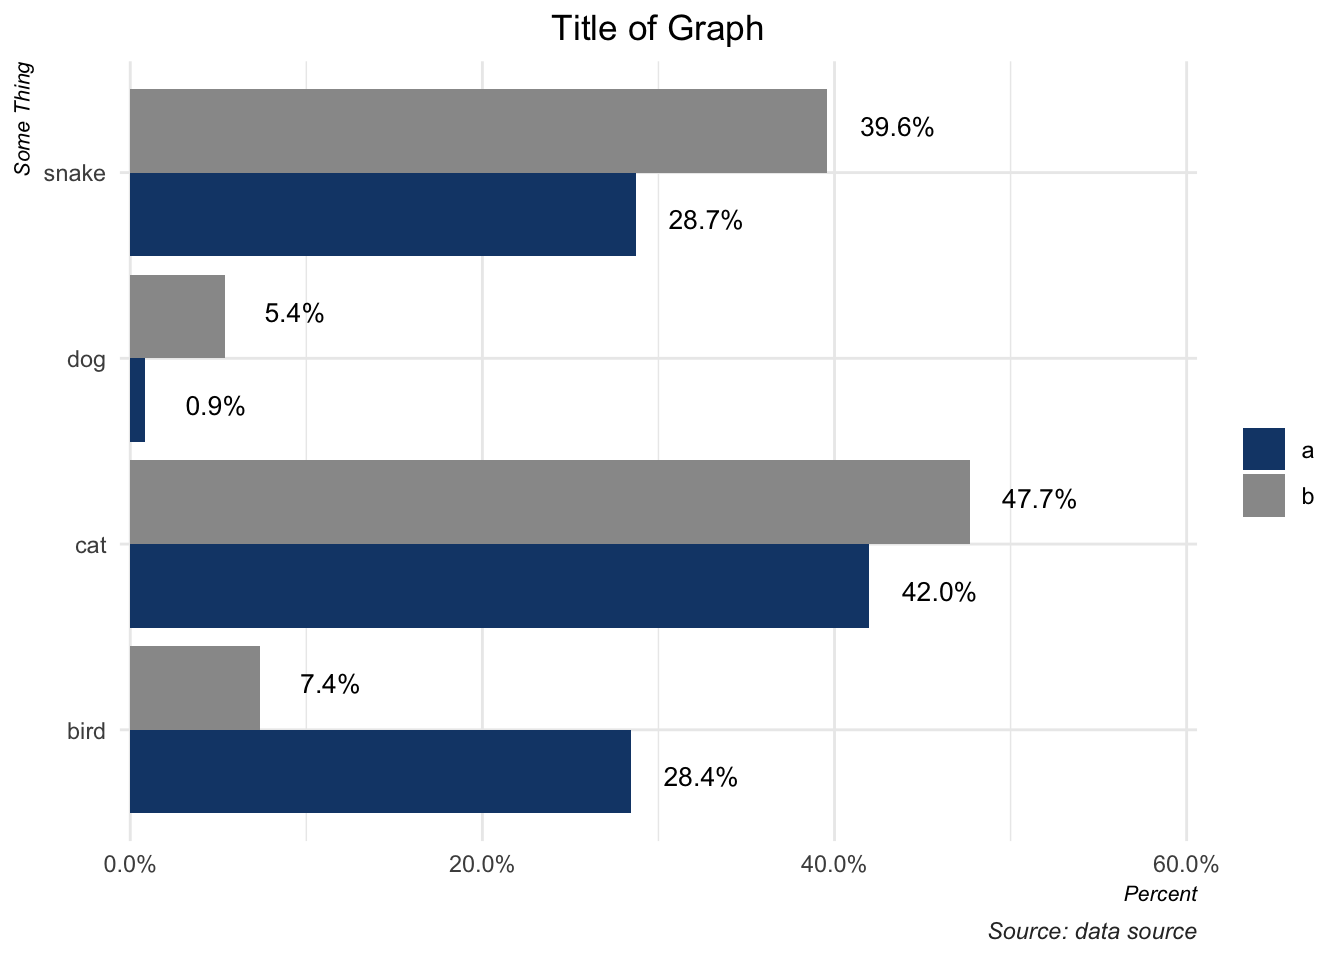 Title of Graph
Some Thing
snake
39.6%
28.7%
dog
5.4%
0.9%
cat
47.7%
42.0%
bird
7.4%
28.4%
a
b
0.0% 20.0% 40.0% 60.0%
Percent
Source: data source